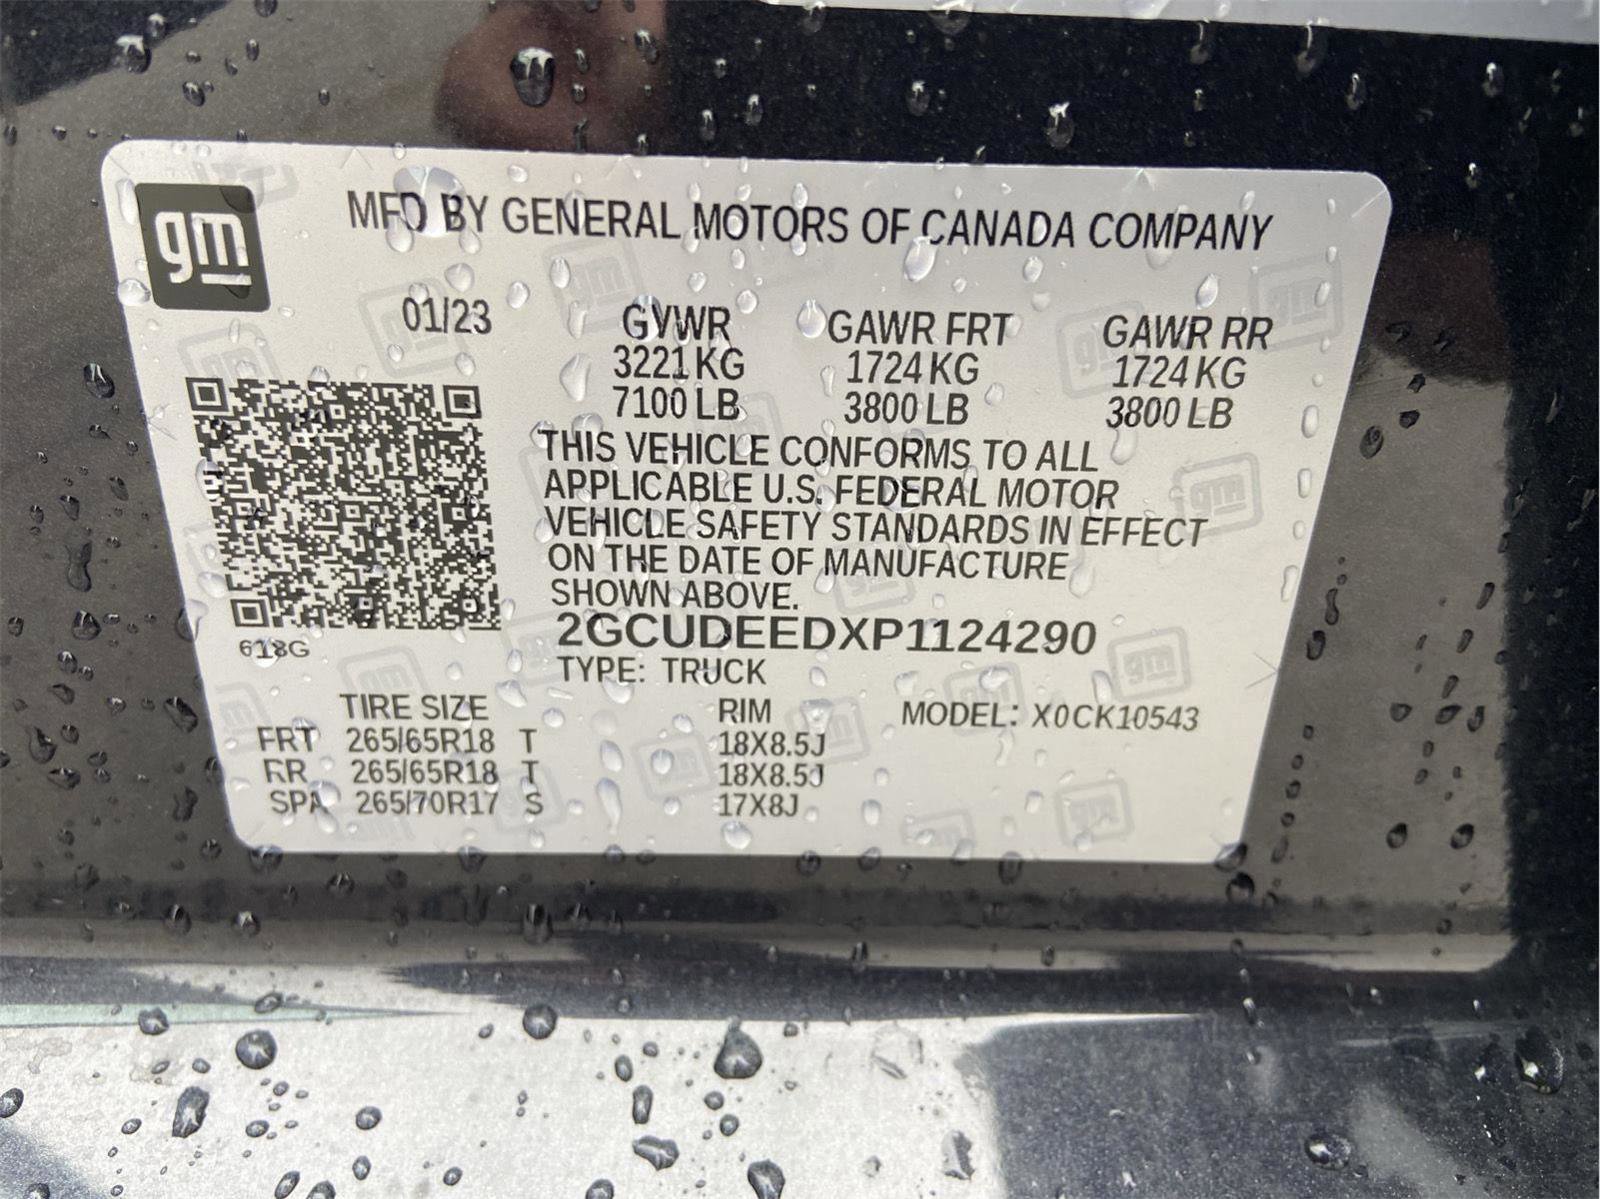 gm
MFD BY GENERAL MOTORS OF CANADA COMPANY
01/23 GVWR GAWR FRT GAWR RR
3221 KG 1724 KG 1724 KG
7100 LB 3800 LB 3800 LB
THIS VEHICLE CONFORMS TO ALL
APPLICABLE U.S. FEDERAL MOTOR
VEHICLE SAFETY STANDARDS IN EFFECT
ON THE DATE OF MANUFACTURE
SHOWN ABOVE.
2GCUDEEDXP1124290
618G
TYPE: TRUCK
TIRE SIZE RIM MODEL: X0CK10543
FRT 265/65R18 T 18X8.5J
RR 265/65R18 T 18X8.5J
SPA 265/70R17 S 17X8J